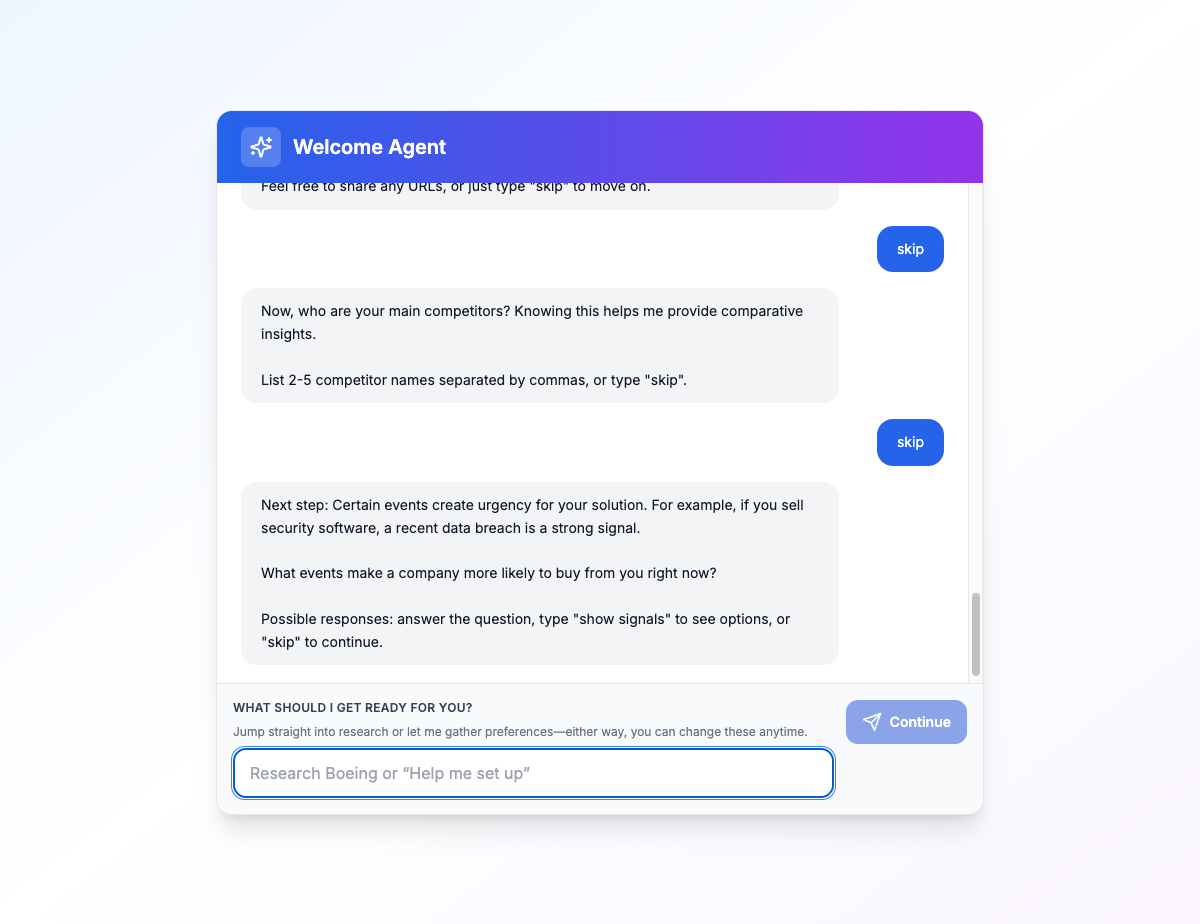 Welcome Agent
Feel free to share any URLs, or just type "skip" to move on.
skip
Now, who are your main competitors? Knowing this helps me provide comparative
insights.
List 2-5 competitor names separated by commas, or type "skip".
skip
Next step: Certain events create urgency for your solution. For example, if you sell
security software, a recent data breach is a strong signal.
What events make a company more likely to buy from you right now?
Possible responses: answer the question, type "show signals" to see options, or
"skip" to continue.
WHAT SHOULD I GET READY FOR YOU?
Jump straight into research or let me gather preferences—either way, you can change these anytime.
Research Boeing or “Help me set up”
Continue